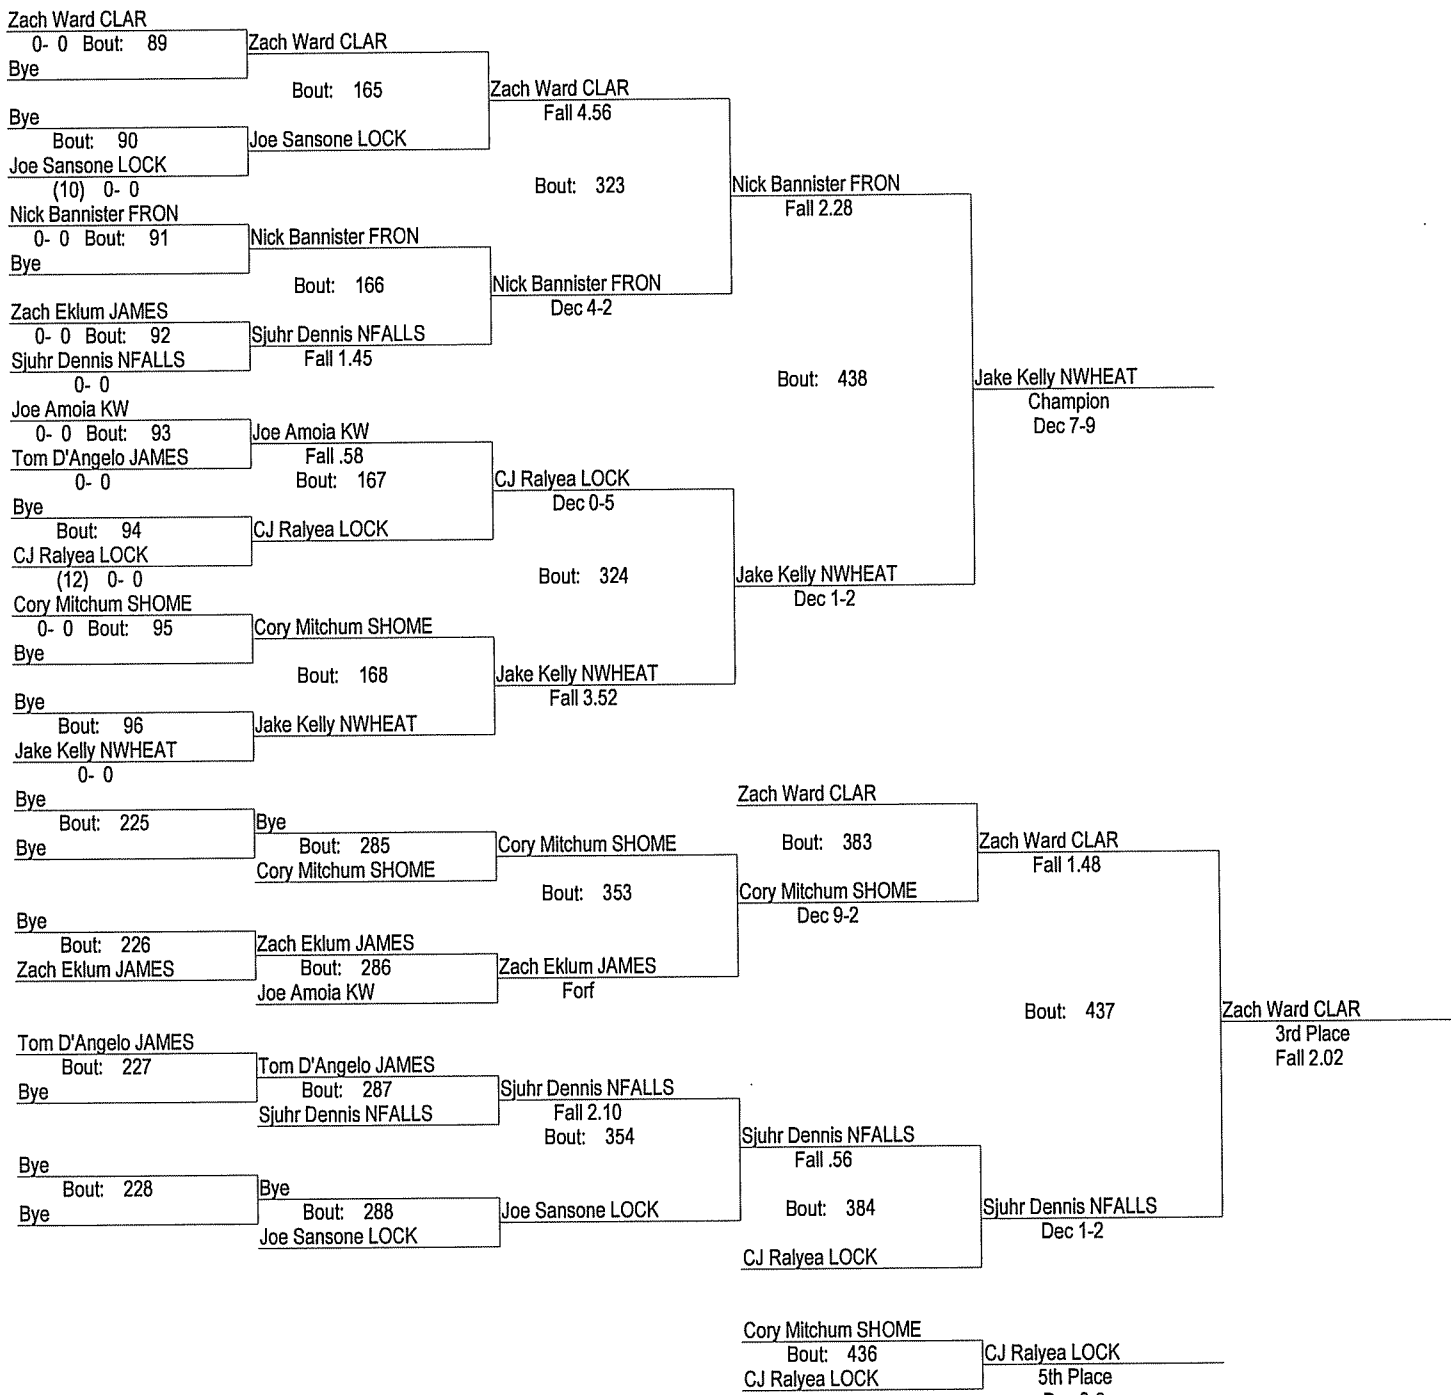 Zach Ward CLAR
0- 0 Bout: 89
Bye
Zach Ward CLAR
Bout: 165
Bye
Bout: 90
Joe Sansone LOCK
(10) 0- 0
Joe Sansone LOCK
Zach Ward CLAR
Fall 4.56
Bout: 323
Nick Bannister FRON
0- 0 Bout: 91
Bye
Nick Bannister FRON
Bout: 166
Zach Eklum JAMES
0- 0 Bout: 92
Sjuhr Dennis NFALLS
0- 0
Sjuhr Dennis NFALLS
Fall 1.45
Nick Bannister FRON
Dec 4-2
Nick Bannister FRON
Fall 2.28
Bout: 438
Joe Amoia KW
0- 0 Bout: 93
Tom D'Angelo JAMES
0- 0
Joe Amoia KW
Fall .58
Bout: 167
Bye
Bout: 94
CJ Ralyea LOCK
(12) 0- 0
CJ Ralyea LOCK
CJ Ralyea LOCK
Dec 0-5
Bout: 324
Cory Mitchum SHOME
0- 0 Bout: 95
Bye
Cory Mitchum SHOME
Bout: 168
Bye
Bout: 96
Jake Kelly NWHEAT
0- 0
Jake Kelly NWHEAT
Jake Kelly NWHEAT
Fall 3.52
Jake Kelly NWHEAT
Dec 1-2
Jake Kelly NWHEAT
Champion
Dec 7-9
Bye
Bout: 225
Bye
Bye
Bout: 285
Cory Mitchum SHOME
Cory Mitchum SHOME
Bout: 353
Bye
Bout: 226
Zach Eklum JAMES
Zach Eklum JAMES
Bout: 286
Joe Amoia KW
Zach Eklum JAMES
Forf
Zach Ward CLAR
Bout: 383
Cory Mitchum SHOME
Dec 9-2
Zach Ward CLAR
Fall 1.48
Bout: 437
Tom D'Angelo JAMES
Bout: 227
Bye
Tom D'Angelo JAMES
Bout: 287
Sjuhr Dennis NFALLS
Sjuhr Dennis NFALLS
Fall 2.10
Bout: 354
Bye
Bout: 228
Bye
Bye
Bout: 288
Joe Sansone LOCK
Joe Sansone LOCK
Sjuhr Dennis NFALLS
Fall .56
Bout: 384
CJ Ralyea LOCK
Sjuhr Dennis NFALLS
Dec 1-2
Zach Ward CLAR
3rd Place
Fall 2.02
Cory Mitchum SHOME
Bout: 436
CJ Ralyea LOCK
CJ Ralyea LOCK
5th Place